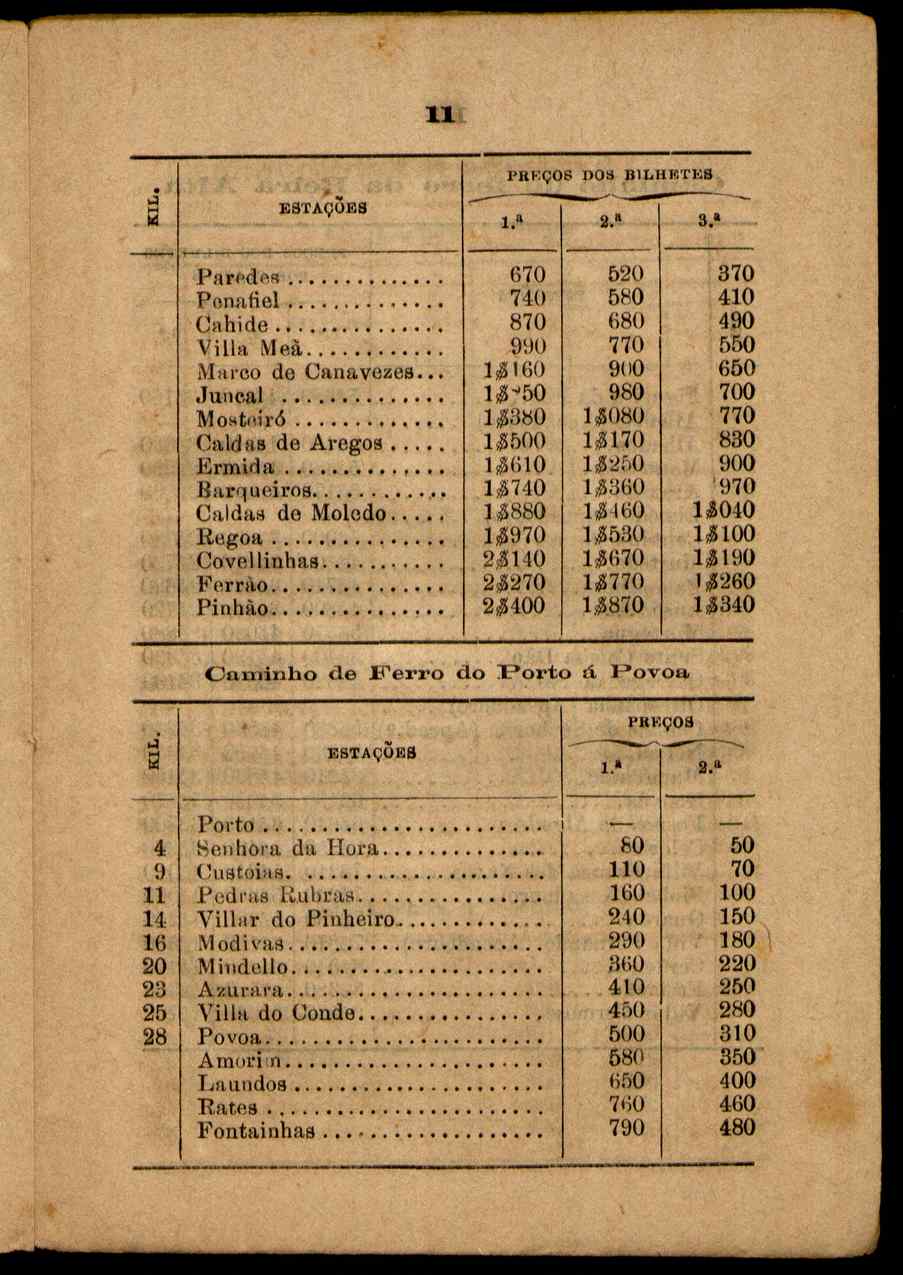 11
KIL. ESTAÇÕES PREÇOS DOS BILHETES
1.ª 2.ª 3.ª
Paredes.............. 670 520 370
Penafiel.............. 740 580 410
Cahide............... 870 680 490
Villa Meã............ 990 770 550
Marco de Canavezes... 1$160 900 650
Juncal .............. 980 700
Mosteiró............. 1$380 1$080 770
Caldas de Aregos..... 1$500 1$170 830
Ermida.............. 1$610 1$250 900
Barqueiros............ 1$740 1$360 970
Caldas de Moledo..... 1$880 1$460 1$040
Regoa............... 1$970 1$530 1$100
Covellinhas........... 2$140 1$670 1$190
Ferrão............... 2$270 1$770 1$260
Pinhão............... 2$400 1$870 1$340
Caminho de Ferro do Porto á Povoa
KIL. ESTAÇÕES PREÇOS
1.ª 2.ª
Porto........................ — —
4 Senhora da Hora.............. 80 50
9 Custoias. .................... 110 70
11 Pedras Rubras................ 160 100
14 Villar do Pinheiro............. 240 150
16 Modivas...................... 290 180
20 Mindello...................... 360 220
23 Azurara...................... 410 250
25 Villa do Conde................ 450 280
28 Povoa........................ 500 310
Amorim...................... 580 350
Laundos..................... 650 400
Rates........................ 760 460
Fontainhas................... 790 480